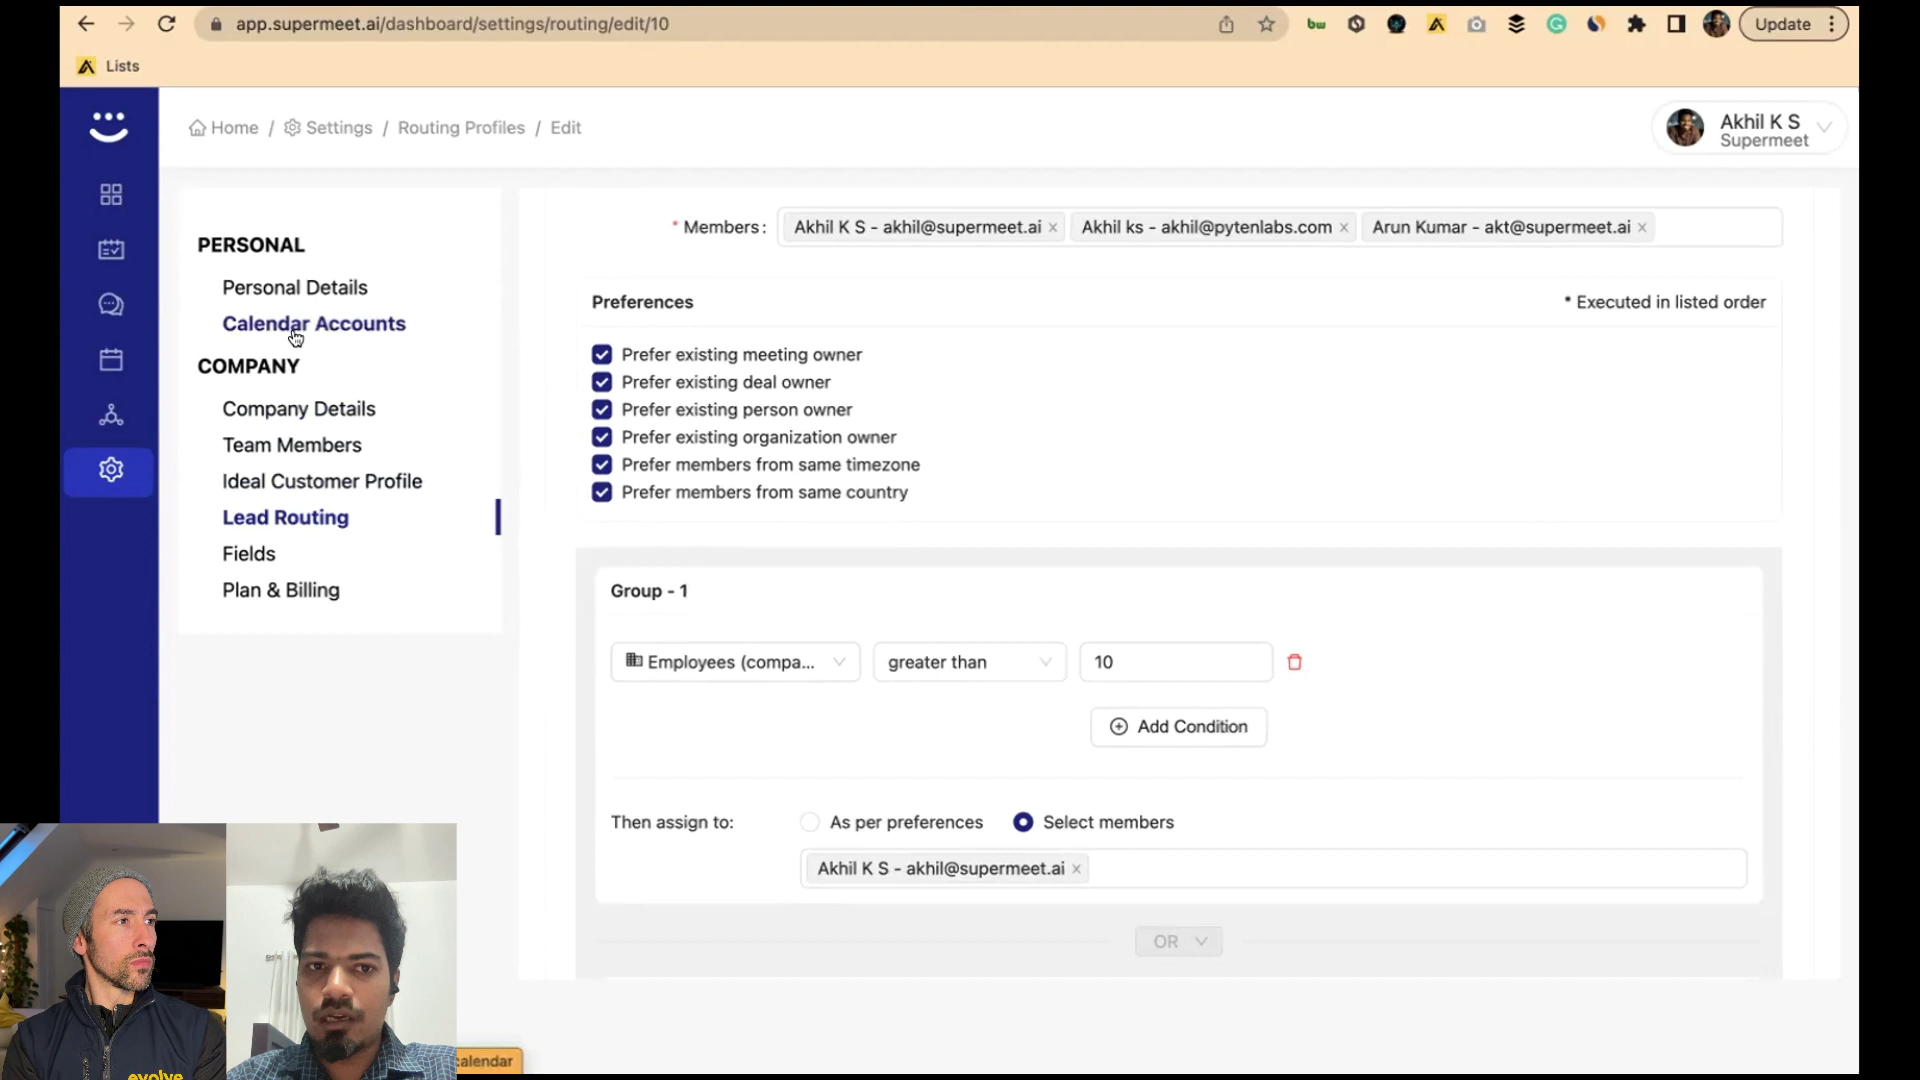 app.supermeet.ai/dashboard/settings/routing/edit/10
bw
Update
Lists
Home / Settings / Routing Profiles / Edit
Akhil K S
Supermeet
PERSONAL
Personal Details
Calendar Accounts
COMPANY
Company Details
Team Members
Ideal Customer Profile
Lead Routing
Fields
Plan & Billing
* Members :
Akhil K S - akhil@supermeet.ai × Akhil ks - akhil@pytenlabs.com × Arun Kumar - akt@supermeet.ai ×
Preferences
* Executed in listed order
Prefer existing meeting owner
Prefer existing deal owner
Prefer existing person owner
Prefer existing organization owner
Prefer members from same timezone
Prefer members from same country
Group - 1
Employees (compa... greater than 10
Add Condition
Then assign to: As per preferences Select members
Akhil K S - akhil@supermeet.ai ×
OR
calendar
evolve